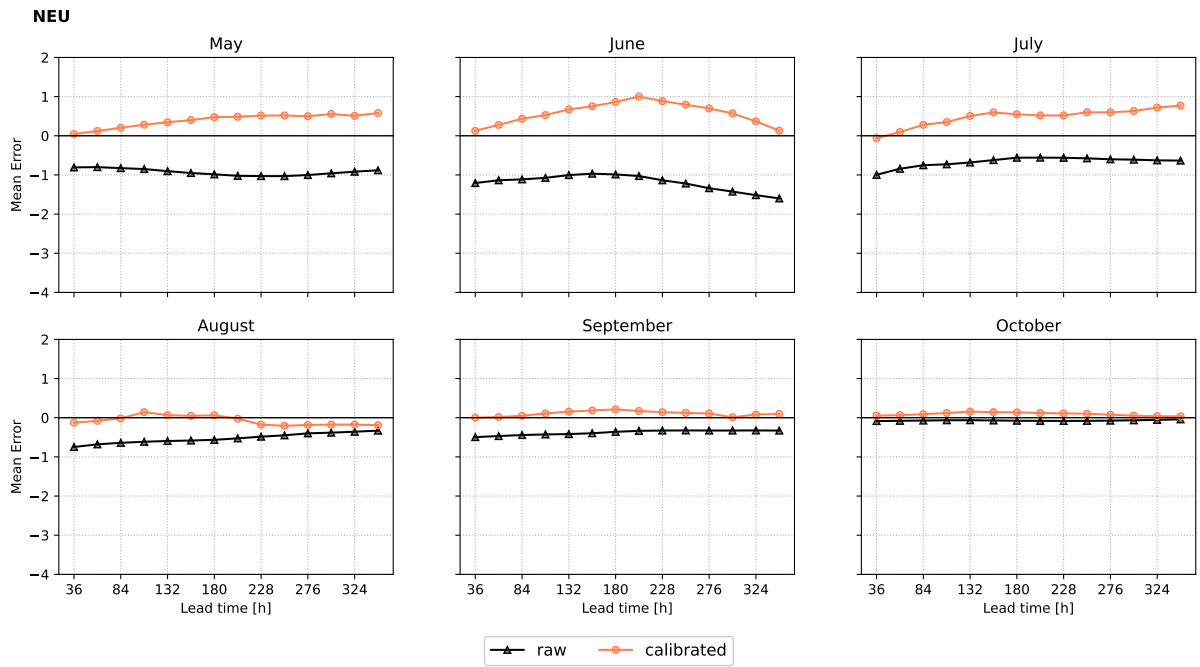 NEU
May
June
July
2
1
0
−1
−2
−3
−4
Mean Error
August
September
October
2
1
0
−1
−2
−3
−4
Mean Error
36 84 132 180 228 276 324
36 84 132 180 228 276 324
36 84 132 180 228 276 324
Lead time [h]
Lead time [h]
Lead time [h]
raw
calibrated